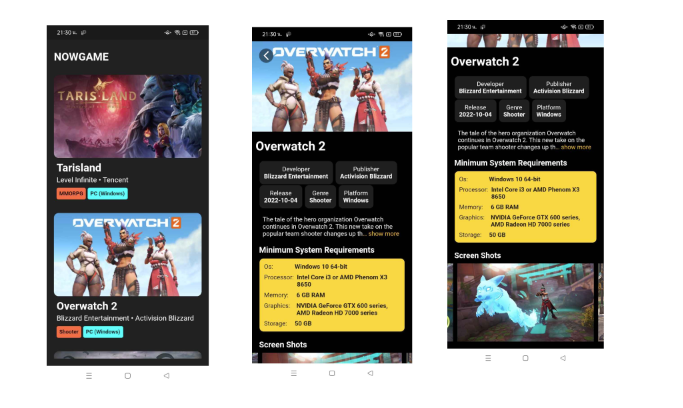 21:30 น.
NOWGAME
TARISLAND
Tarisland
Level Infinite • Tencent
MMORPG
PC (Windows)
OVERWATCH 2
Overwatch 2
Blizzard Entertainment • Activision Blizzard
Shooter
PC (Windows)
21:30 น.
OVERWATCH 2
Overwatch 2
Developer
Blizzard Entertainment
Publisher
Activision Blizzard
Release
2022-10-04
Genre
Shooter
Platform
Windows
The tale of the hero organization Overwatch
continues in Overwatch 2. This new take on the
popular team shooter changes up th... show more
Minimum System Requirements
Os: Windows 10 64-bit
Processor: Intel Core i3 or AMD Phenom X3
8650
Memory: 6 GB RAM
Graphics: NVIDIA GeForce GTX 600 series,
AMD Radeon HD 7000 series
Storage: 50 GB
Screen Shots
21:30 น.
Overwatch 2
Developer
Blizzard Entertainment
Publisher
Activision Blizzard
Release
2022-10-04
Genre
Shooter
Platform
Windows
The tale of the hero organization Overwatch
continues in Overwatch 2. This new take on the
popular team shooter changes up th... show more
Minimum System Requirements
Os: Windows 10 64-bit
Processor: Intel Core i3 or AMD Phenom X3
8650
Memory: 6 GB RAM
Graphics: NVIDIA GeForce GTX 600 series,
AMD Radeon HD 7000 series
Storage: 50 GB
Screen Shots